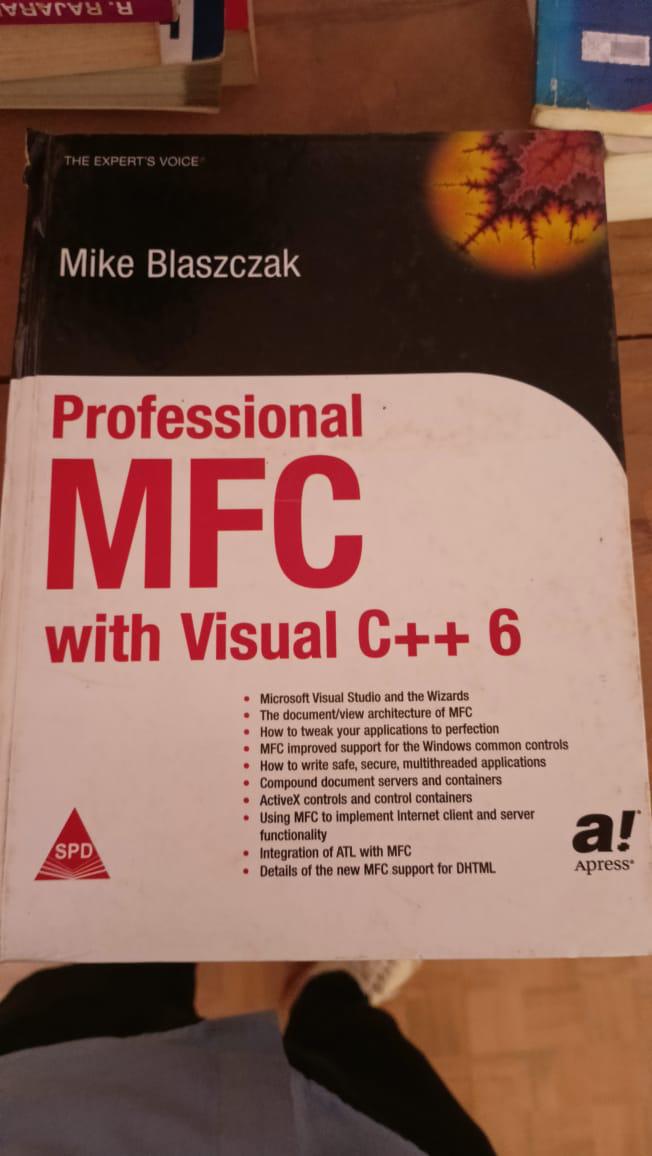 R. RAJARA
THE EXPERT'S VOICE®
Mike Blaszczak
Professional
MFC
with Visual C++ 6
• Microsoft Visual Studio and the Wizards
• The document/view architecture of MFC
• How to tweak your applications to perfection
• MFC improved support for the Windows common controls
• How to write safe, secure, multithreaded applications
• Compound document servers and containers
• ActiveX controls and control containers
• Using MFC to implement Internet client and server
functionality
• Integration of ATL with MFC
• Details of the new MFC support for DHTML
SPD
a!
Apress®